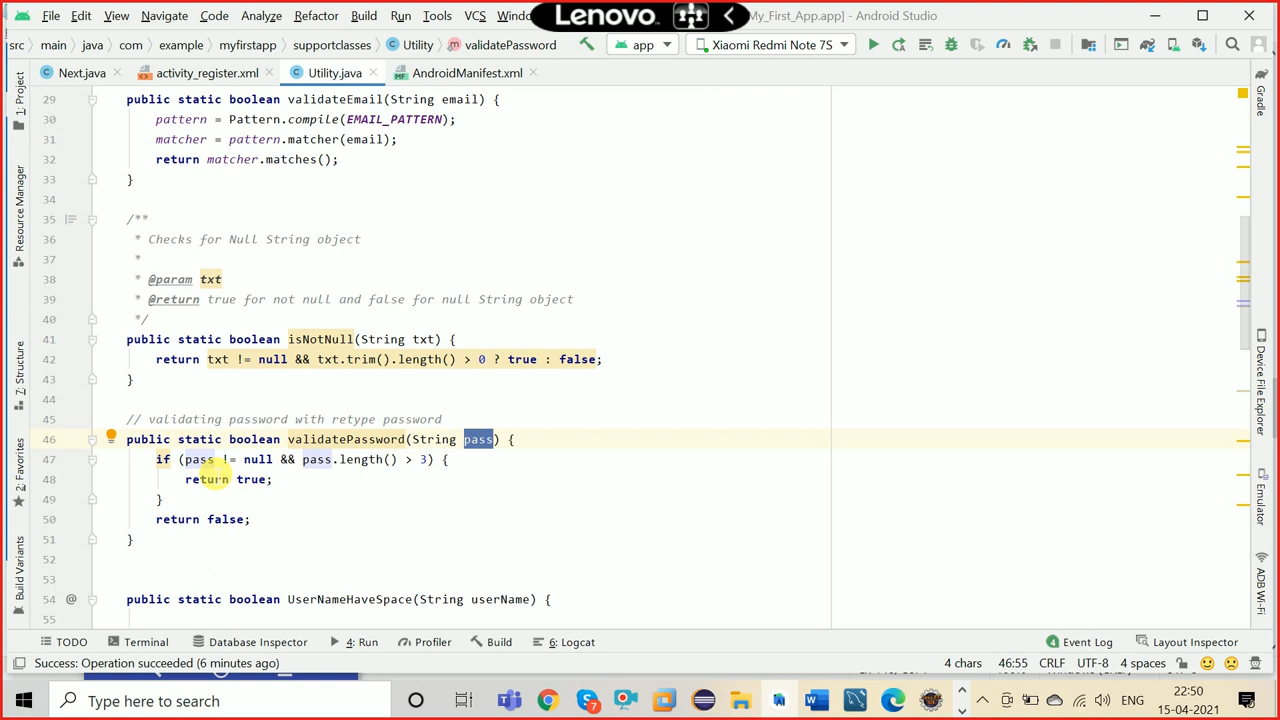 File Edit View Navigate Code Analyze Refactor Build Run Tools VCS Windo
Lenovo
My_First_App.app] - Android Studio
src main java com example myfirstapp supportclasses Utility validatePassword app Xiaomi Redmi Note 7S
Next.java activity_register.xml Utility.java AndroidManifest.xml
1: Project
Resource Manager
7: Structure
2: Favorites
Build Variants
29 public static boolean validateEmail(String email) {
30 pattern = Pattern.compile(EMAIL_PATTERN);
31 matcher = pattern.matcher(email);
32 return matcher.matches();
33 }
34
35 /**
36 * Checks for Null String object
37 *
38 * @param txt
39 * @return true for not null and false for null String object
40 */
41 public static boolean isNotNull(String txt) {
42 return txt != null && txt.trim().length() > 0 ? true : false;
43 }
44
45 // validating password with retype password
46 public static boolean validatePassword(String pass) {
47 if (pass != null && pass.length() > 3) {
48 return true;
49 }
50 return false;
51 }
52
53
54 @ public static boolean UserNameHaveSpace(String userName) {
55
Gradle
Device File Explorer
Emulator
ADB Wi-Fi
TODO Terminal Database Inspector 4: Run Profiler Build 6: Logcat 4 Event Log Layout Inspector
Success: Operation succeeded (6 minutes ago) 4 chars 46:55 CRLF UTF-8 4 spaces
Type here to search
7
ENG
22:50
15-04-2021